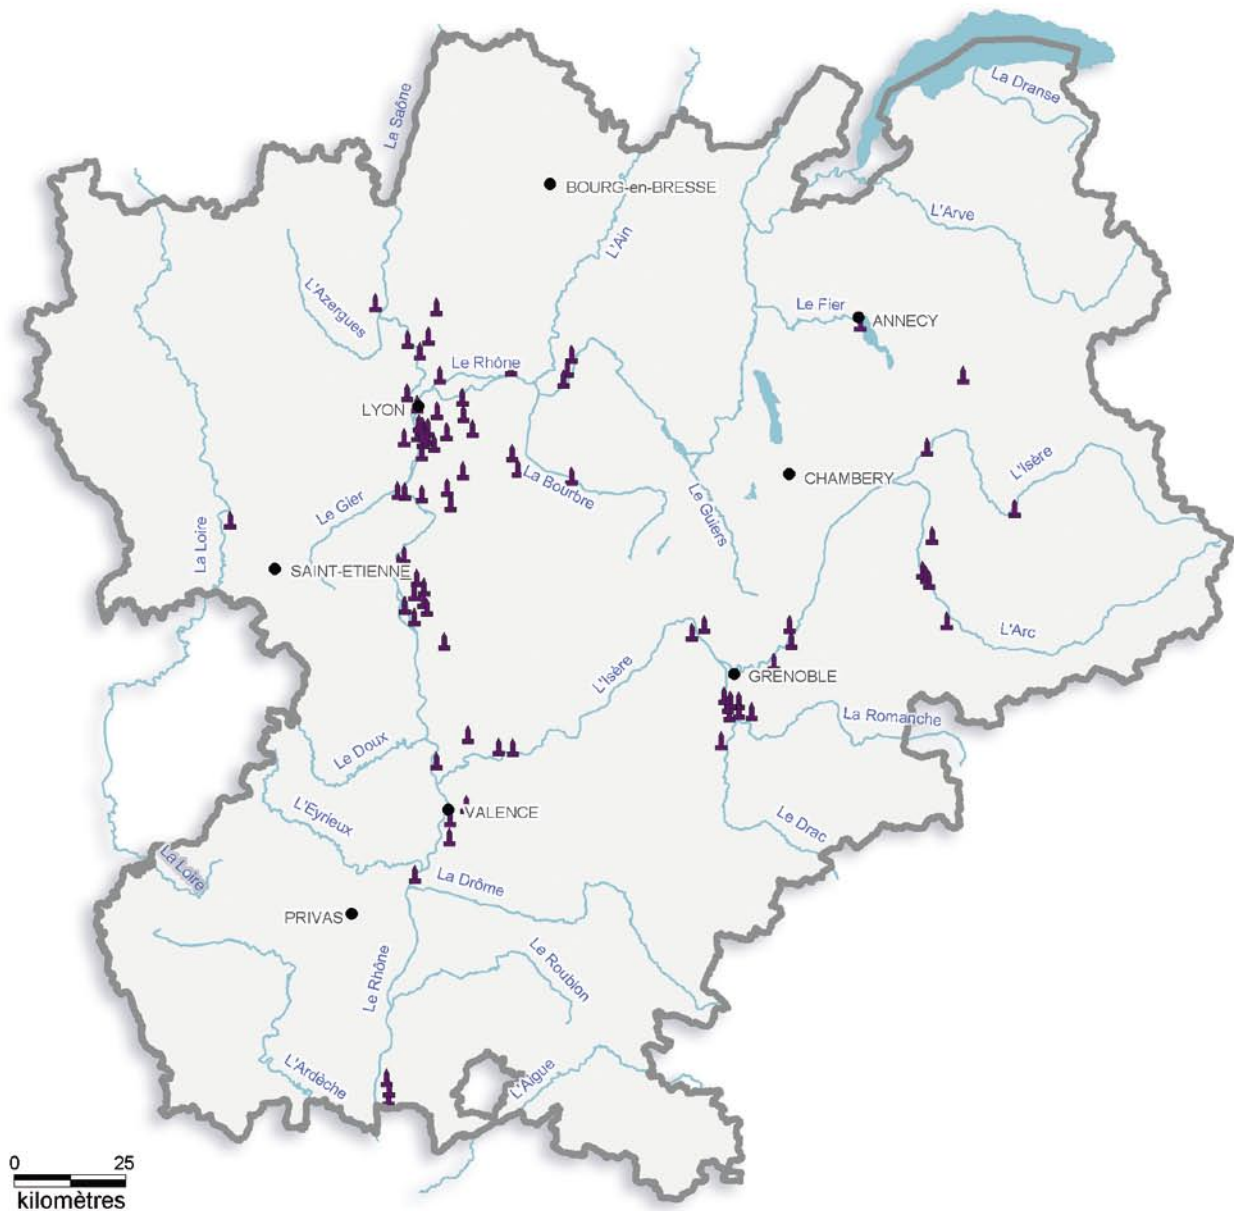 La Dranse
La Saône
BOURG-en-BRESSE
L'Arve
L'Ain
L'Azergues
Le Fier
ANNECY
Le Rhône
LYON
L'Isère
CHAMBERY
La Bourbre
Le Gier
Le Guiers
La Loire
SAINT-ETIENNE
L'Arc
L'Isère
GRENOBLE
La Romanche
Le Doux
L'Eyrieux
VALENCE
Le Drac
La Loire
La Drôme
PRIVAS
Le Rhône
Le Roubion
L'Ardèche
L'Aigue
0 25
kilomètres